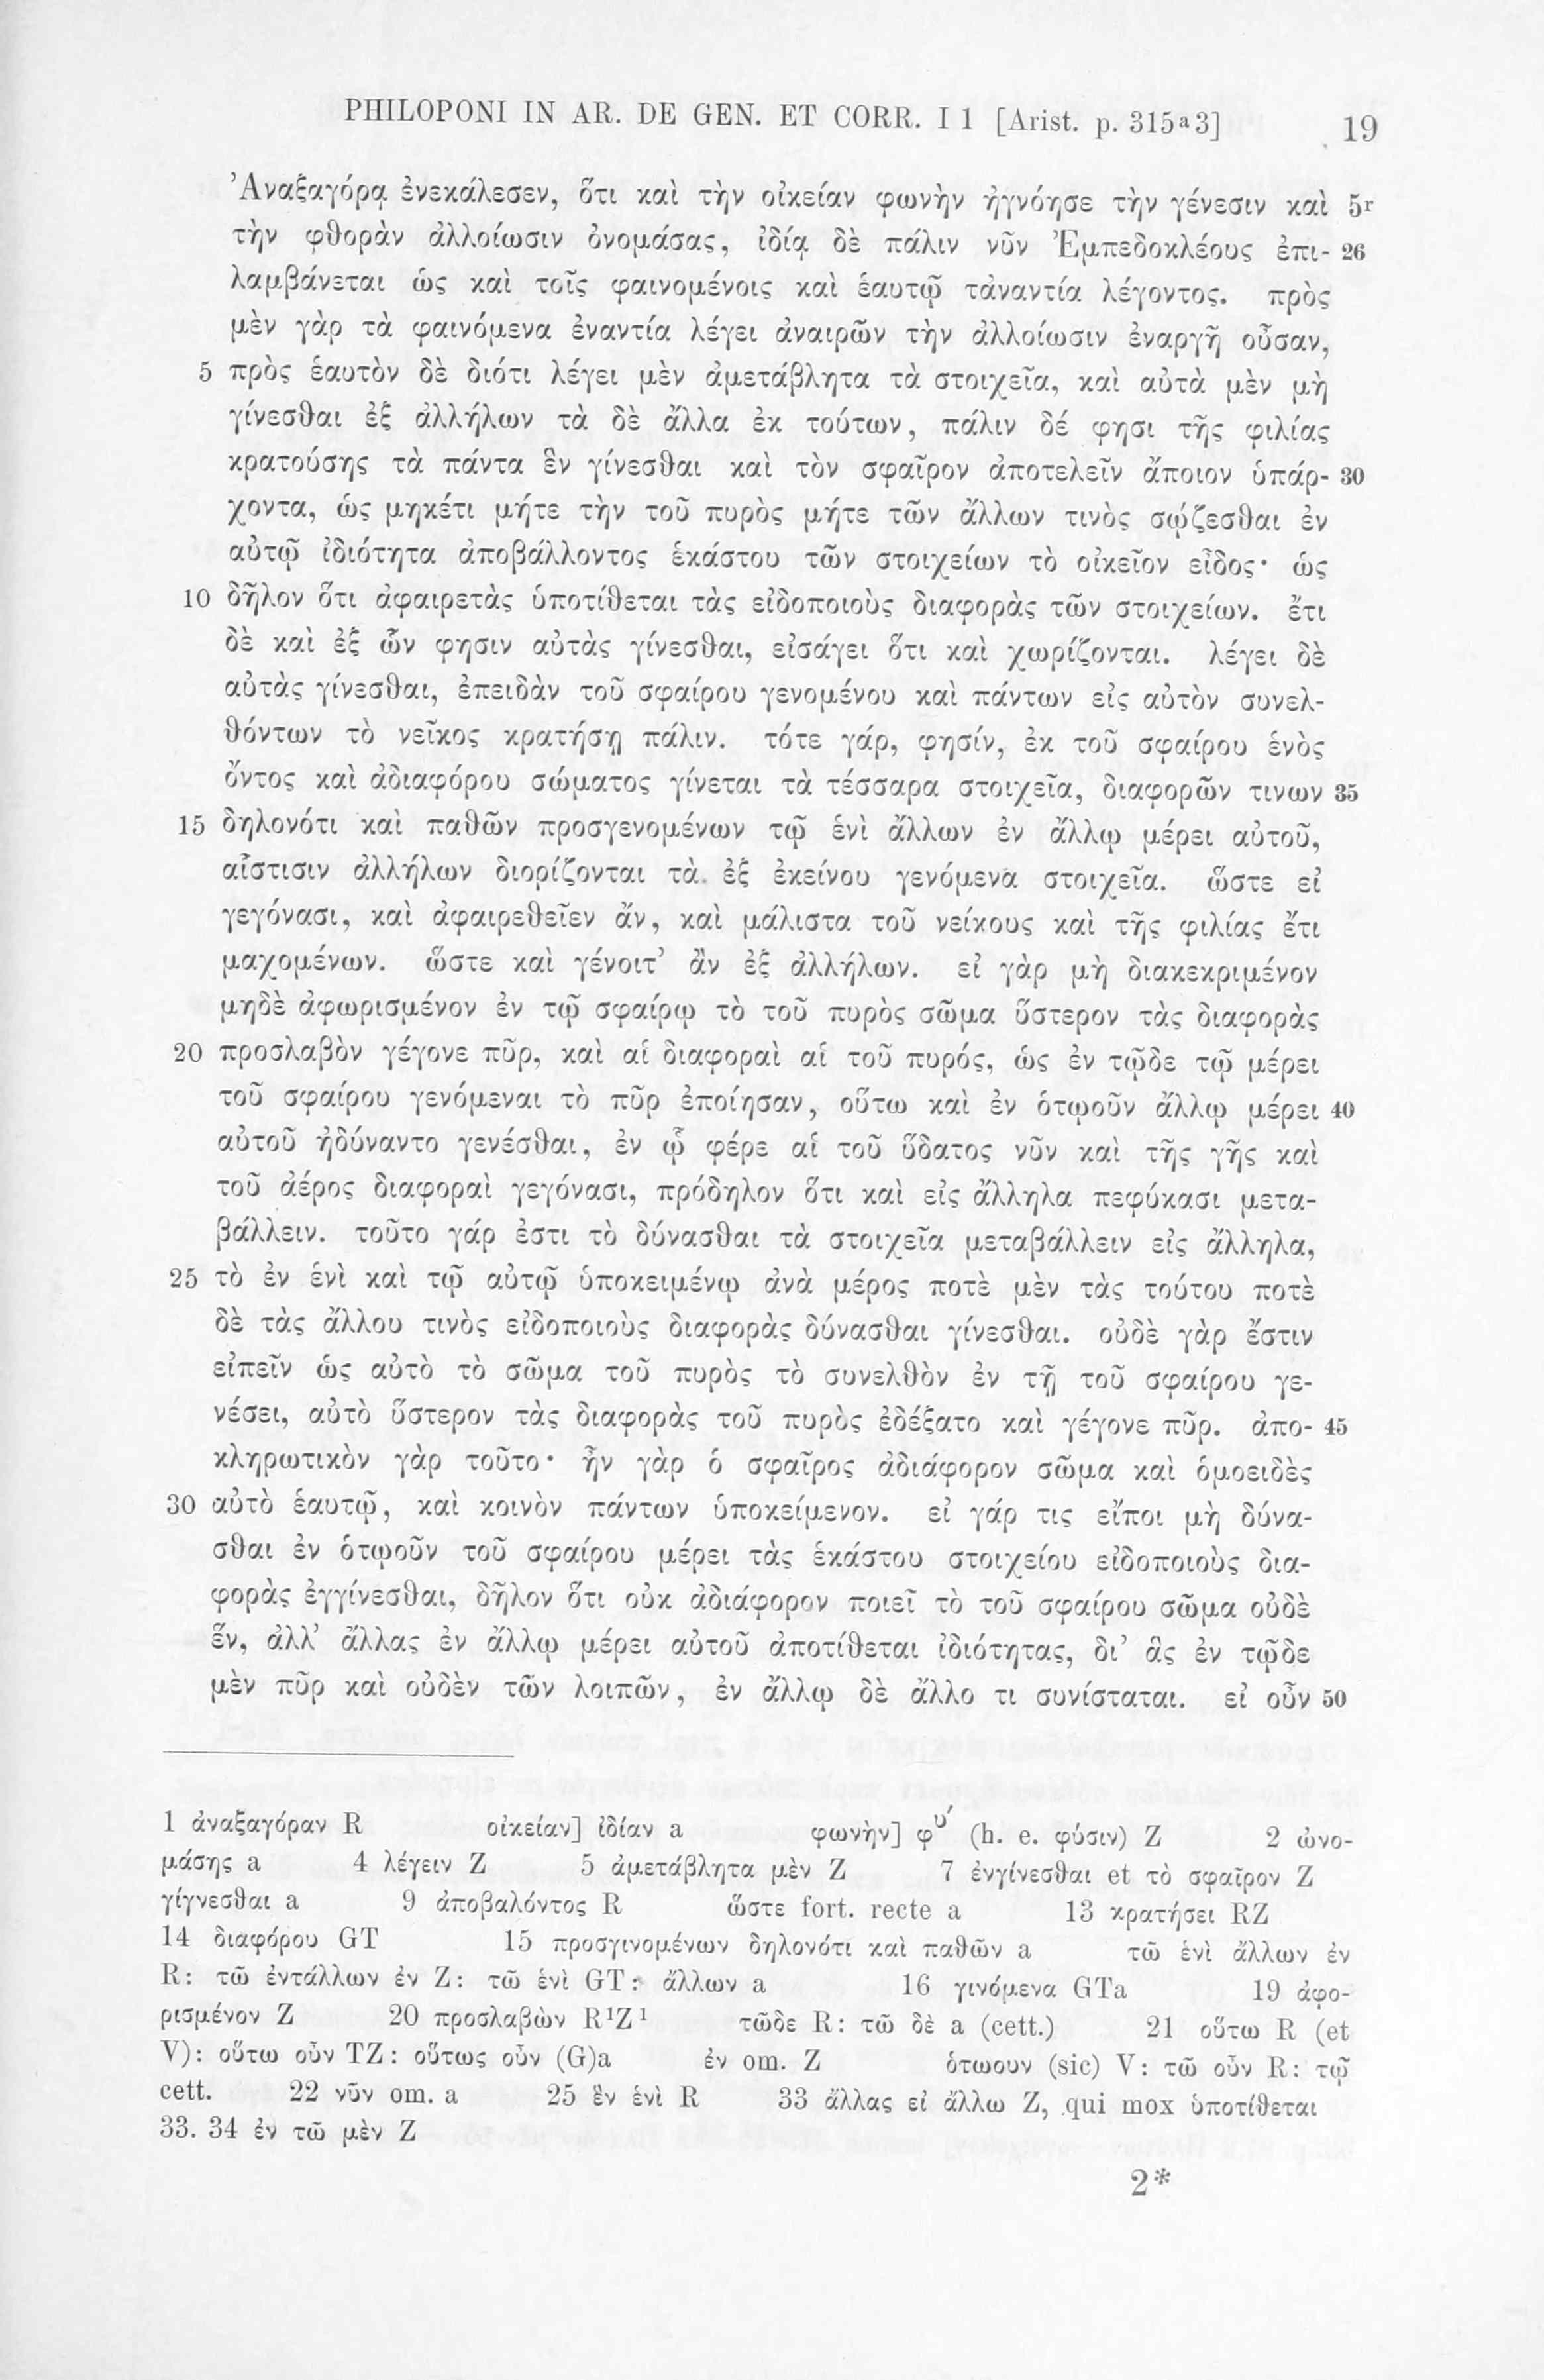 PHILOPONI IN AR. DE GEN. ET CORR. I 1 [Arist. p. 315ᵃ3] 19
Ἀναξαγόρᾳ ἐνεκάλεσεν, ὅτι καὶ τὴν οἰκείαν φωνὴν ἠγνόησε τὴν γένεσιν καὶ 5ʳ
τὴν φθορὰν ἀλλοίωσιν ὀνομάσας, ἰδίᾳ δὲ πάλιν νῦν Ἐμπεδοκλέους ἐπι- 26
λαμβάνεται ὡς καὶ τοῖς φαινομένοις καὶ ἑαυτῷ τἀναντία λέγοντος. πρὸς
μὲν γὰρ τὰ φαινόμενα ἐναντία λέγει ἀναιρῶν τὴν ἀλλοίωσιν ἐναργῆ οὖσαν,
5 πρὸς ἑαυτὸν δὲ διότι λέγει μὲν ἀμετάβλητα τὰ στοιχεῖα, καὶ αὐτὰ μὲν μὴ
γίνεσθαι ἐξ ἀλλήλων τὰ δὲ ἄλλα ἐκ τούτων, πάλιν δέ φησι τῆς φιλίας
κρατούσης τὰ πάντα ἓν γίνεσθαι καὶ τὸν σφαῖρον ἀποτελεῖν ἄποιον ὑπάρ- 30
χοντα, ὡς μηκέτι μήτε τὴν τοῦ πυρὸς μήτε τῶν ἄλλων τινὸς σῴζεσθαι ἐν
αὐτῷ ἰδιότητα ἀποβάλλοντος ἑκάστου τῶν στοιχείων τὸ οἰκεῖον εἶδος· ὡς
10 δῆλον ὅτι ἀφαιρετὰς ὑποτίθεται τὰς εἰδοποιοὺς διαφορὰς τῶν στοιχείων. ἔτι
δὲ καὶ ἐξ ὧν φησιν αὐτὰς γίνεσθαι, εἰσάγει ὅτι καὶ χωρίζονται. λέγει δὲ
αὐτὰς γίνεσθαι, ἐπειδὰν τοῦ σφαίρου γενομένου καὶ πάντων εἰς αὐτὸν συνελ-
θόντων τὸ νεῖκος κρατήσῃ πάλιν. τότε γάρ, φησίν, ἐκ τοῦ σφαίρου ἑνὸς
ὄντος καὶ ἀδιαφόρου σώματος γίνεται τὰ τέσσαρα στοιχεῖα, διαφορῶν τινων 35
15 δηλονότι καὶ παθῶν προσγενομένων τῷ ἑνὶ ἄλλων ἐν ἄλλῳ μέρει αὐτοῦ,
αἷστισιν ἀλλήλων διορίζονται τὰ ἐξ ἐκείνου γενόμενα στοιχεῖα. ὥστε εἰ
γεγόνασι, καὶ ἀφαιρεθεῖεν ἄν, καὶ μάλιστα τοῦ νείκους καὶ τῆς φιλίας ἔτι
μαχομένων. ὥστε καὶ γένοιτ’ ἂν ἐξ ἀλλήλων. εἰ γὰρ μὴ διακεκριμένον
μηδὲ ἀφωρισμένον ἐν τῷ σφαίρῳ τὸ τοῦ πυρὸς σῶμα ὕστερον τὰς διαφορὰς
20 προσλαβὸν γέγονε πῦρ, καὶ αἱ διαφοραὶ αἱ τοῦ πυρός, ὡς ἐν τῷδε τῷ μέρει
τοῦ σφαίρου γενόμεναι τὸ πῦρ ἐποίησαν, οὕτω καὶ ἐν ὁτῳοῦν ἄλλῳ μέρει 40
αὐτοῦ ἠδύναντο γενέσθαι, ἐν ᾧ φέρε αἱ τοῦ ὕδατος νῦν καὶ τῆς γῆς καὶ
τοῦ ἀέρος διαφοραὶ γεγόνασι, πρόδηλον ὅτι καὶ εἰς ἄλληλα πεφύκασι μετα-
βάλλειν. τοῦτο γάρ ἐστι τὸ δύνασθαι τὰ στοιχεῖα μεταβάλλειν εἰς ἄλληλα,
25 τὸ ἐν ἑνὶ καὶ τῷ αὐτῷ ὑποκειμένῳ ἀνὰ μέρος ποτὲ μὲν τὰς τούτου ποτὲ
δὲ τὰς ἄλλου τινὸς εἰδοποιοὺς διαφορὰς δύνασθαι γίνεσθαι. οὐδὲ γὰρ ἔστιν
εἰπεῖν ὡς αὐτὸ τὸ σῶμα τοῦ πυρὸς τὸ συνελθὸν ἐν τῇ τοῦ σφαίρου γε-
νέσει, αὐτὸ ὕστερον τὰς διαφορὰς τοῦ πυρὸς ἐδέξατο καὶ γέγονε πῦρ. ἀπο- 45
κληρωτικὸν γὰρ τοῦτο· ἦν γὰρ ὁ σφαῖρος ἀδιάφορον σῶμα καὶ ὁμοειδὲς
30 αὐτὸ ἑαυτῷ, καὶ κοινὸν πάντων ὑποκείμενον. εἰ γάρ τις εἴποι μὴ δύνα-
σθαι ἐν ὁτῳοῦν τοῦ σφαίρου μέρει τὰς ἑκάστου στοιχείου εἰδοποιοὺς δια-
φορὰς ἐγγίνεσθαι, δῆλον ὅτι οὐκ ἀδιάφορον ποιεῖ τὸ τοῦ σφαίρου σῶμα οὐδὲ
ἕν, ἀλλ’ ἄλλας ἐν ἄλλῳ μέρει αὐτοῦ ἀποτίθεται ἰδιότητας, δι’ ἃς ἐν τῷδε
μὲν πῦρ καὶ οὐδὲν τῶν λοιπῶν, ἐν ἄλλῳ δὲ ἄλλο τι συνίσταται. εἰ οὖν 50
1 ἀναξαγόραν R οἰκείαν] ἰδίαν a φωνὴν] φύ (h. e. φύσιν) Z 2 ὠνο-
μάσης a 4 λέγειν Z 5 ἀμετάβλητα μὲν Z 7 ἐνγίνεσθαι et τὸ σφαῖρον Z
γίγνεσθαι a 9 ἀποβαλόντος R ὥστε fort. recte a 13 κρατήσει RZ
14 διαφόρου GT 15 προσγινομένων δηλονότι καὶ παθῶν a τῶ ἑνὶ ἄλλων ἐν
R: τῶ ἐντάλλων ἐν Z: τῶ ἑνὶ GT: ἄλλων a 16 γινόμενα GTa 19 ἀφο-
ρισμένον Z 20 προσλαβὼν R¹Z¹ τῶδε R: τῶ δὲ a (cett.) 21 οὕτω R (et
V): οὕτω οὖν TZ: οὕτως οὖν (G)a ἐν om. Z ὁτωουν (sic) V: τῶ οὖν R: τῷ
cett. 22 νῦν om. a 25 ἓν ἑνὶ R 33 ἄλλας εἰ ἄλλω Z, qui mox ὑποτίθεται
33. 34 ἐν τῶ μὲν Z
2*